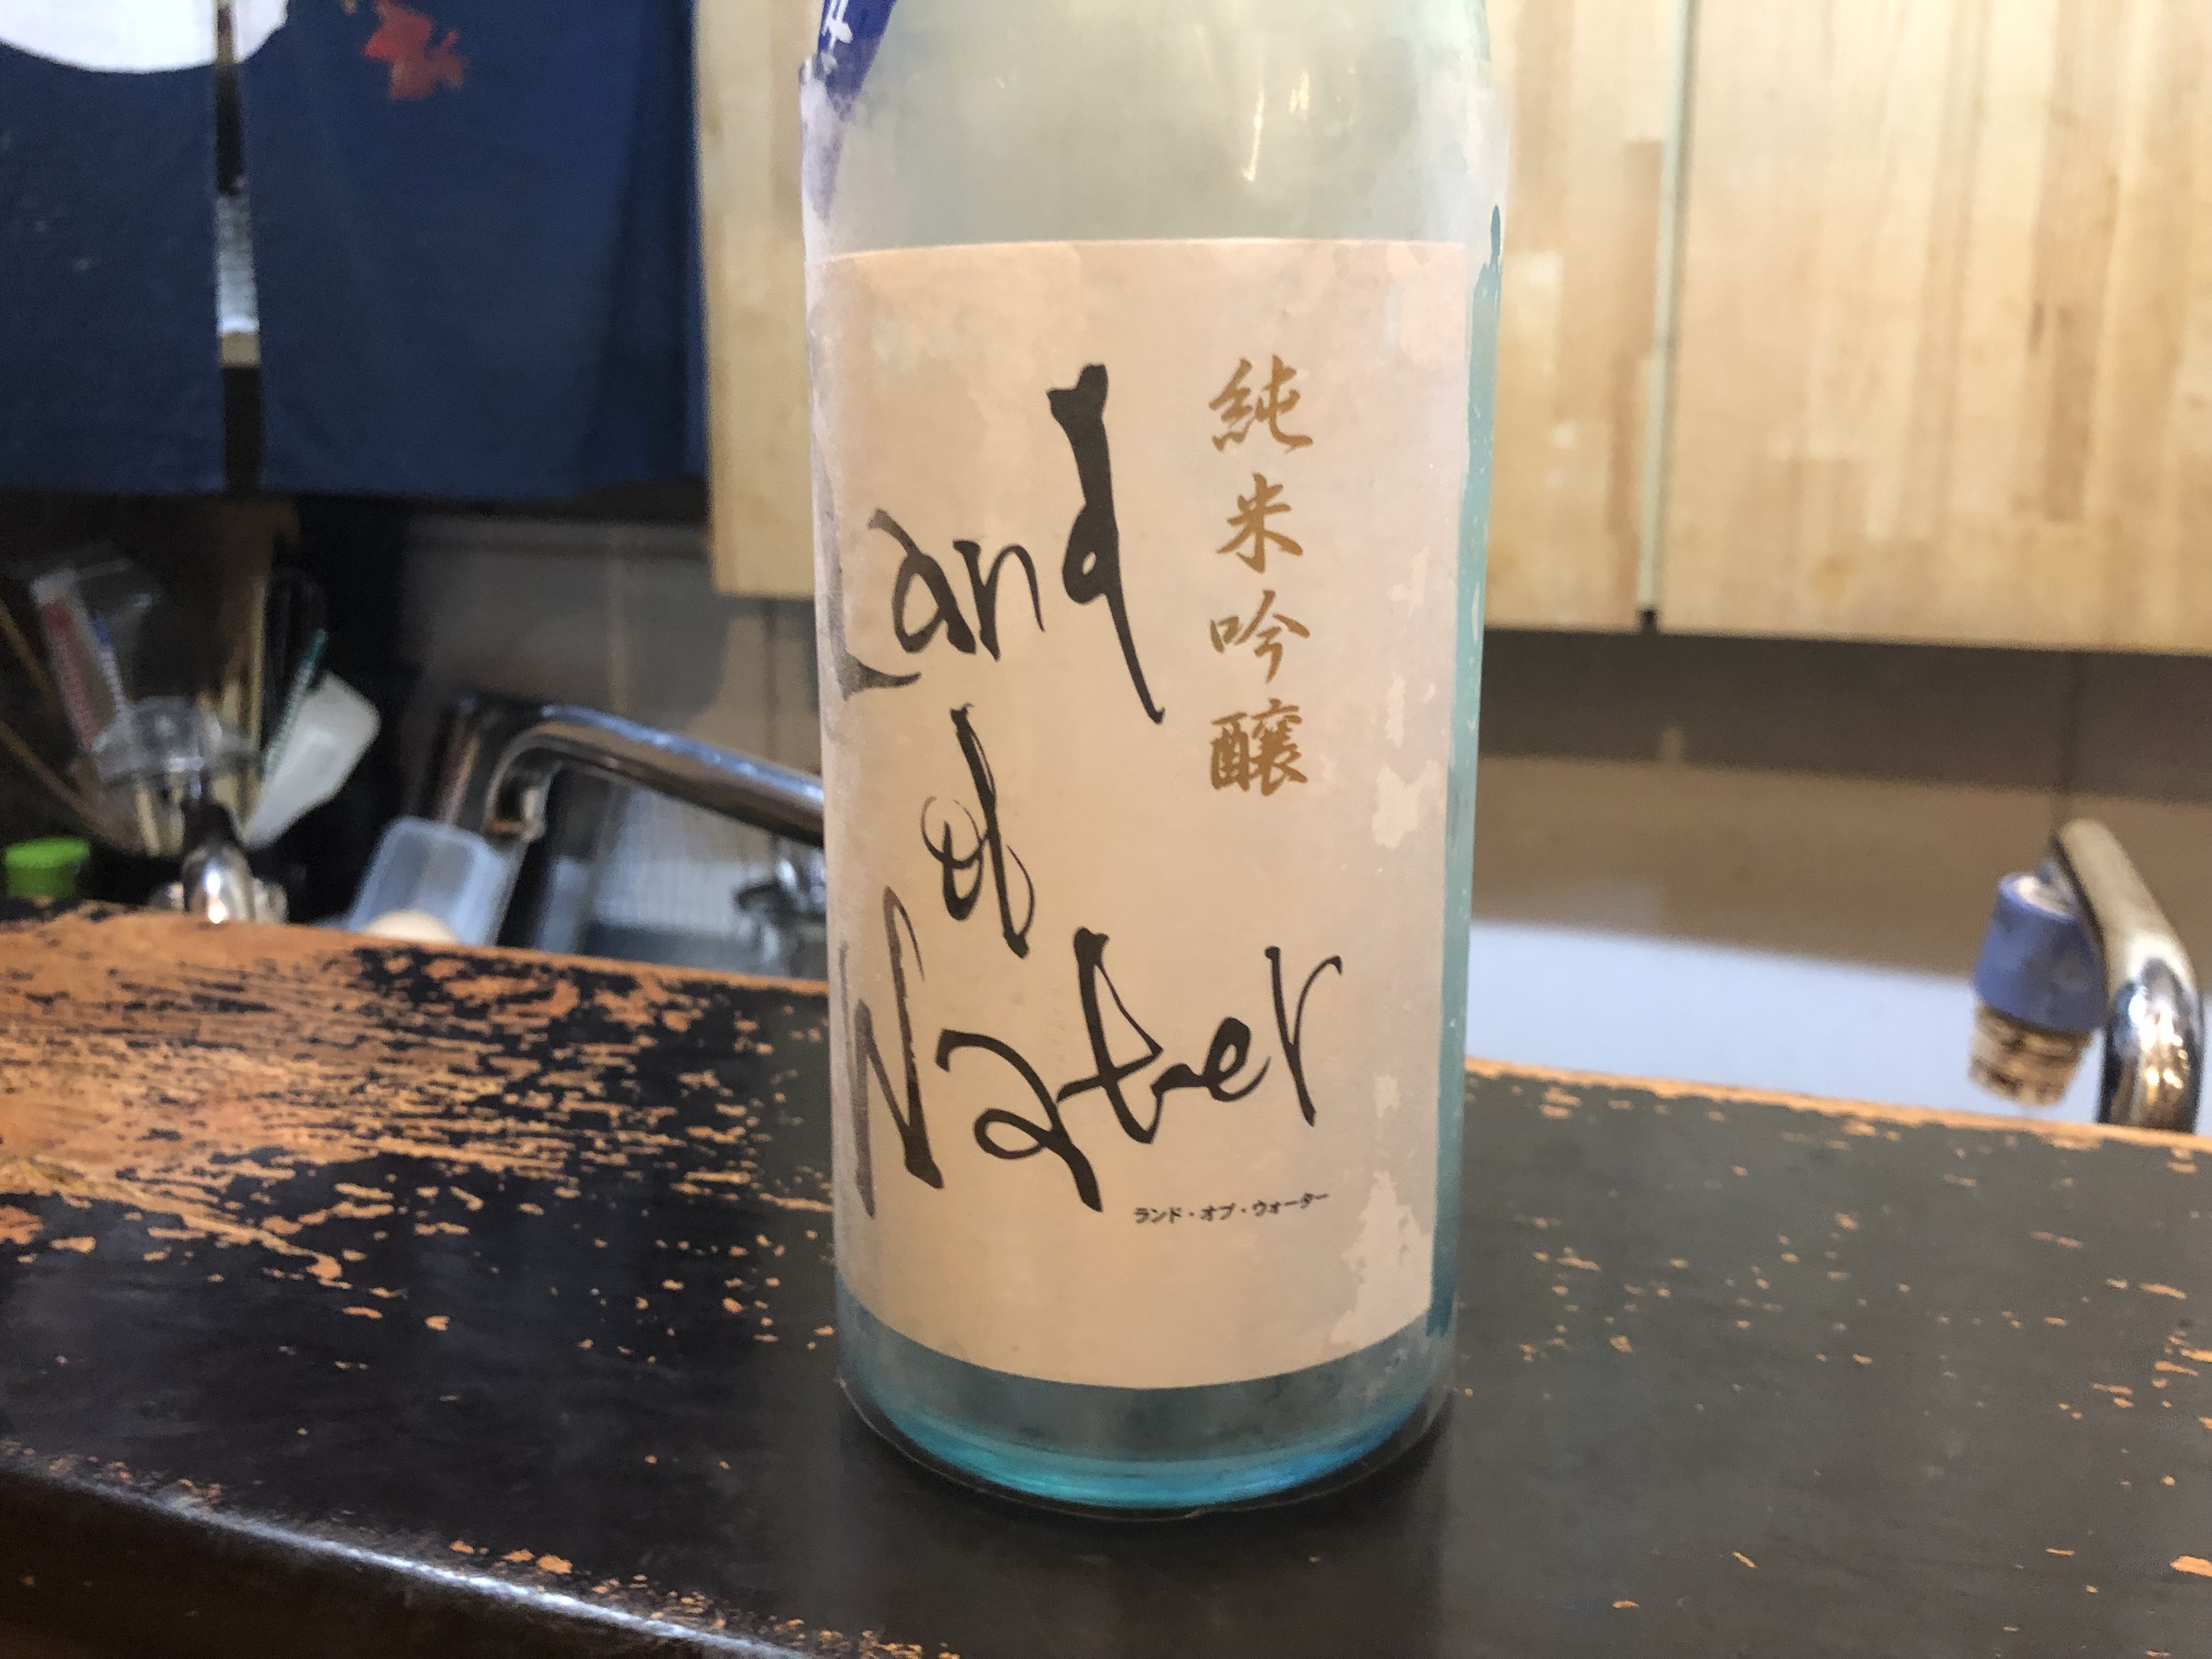 純米吟醸
Land
of
Water
ランド・オブ・ウォーター